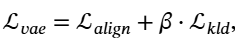 ℒ_vae = ℒ_align + β · ℒ_kld,